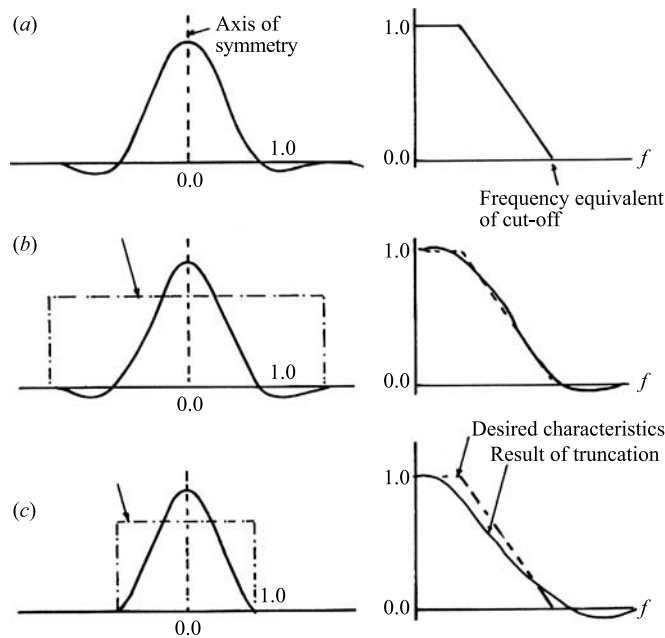 (a)
Axis of
symmetry
1.0
0.0
1.0
0.0
f
Frequency equivalent
of cut-off
(b)
1.0
0.0
1.0
0.0
f
(c)
1.0
0.0
Desired characteristics
Result of truncation
1.0
0.0
f